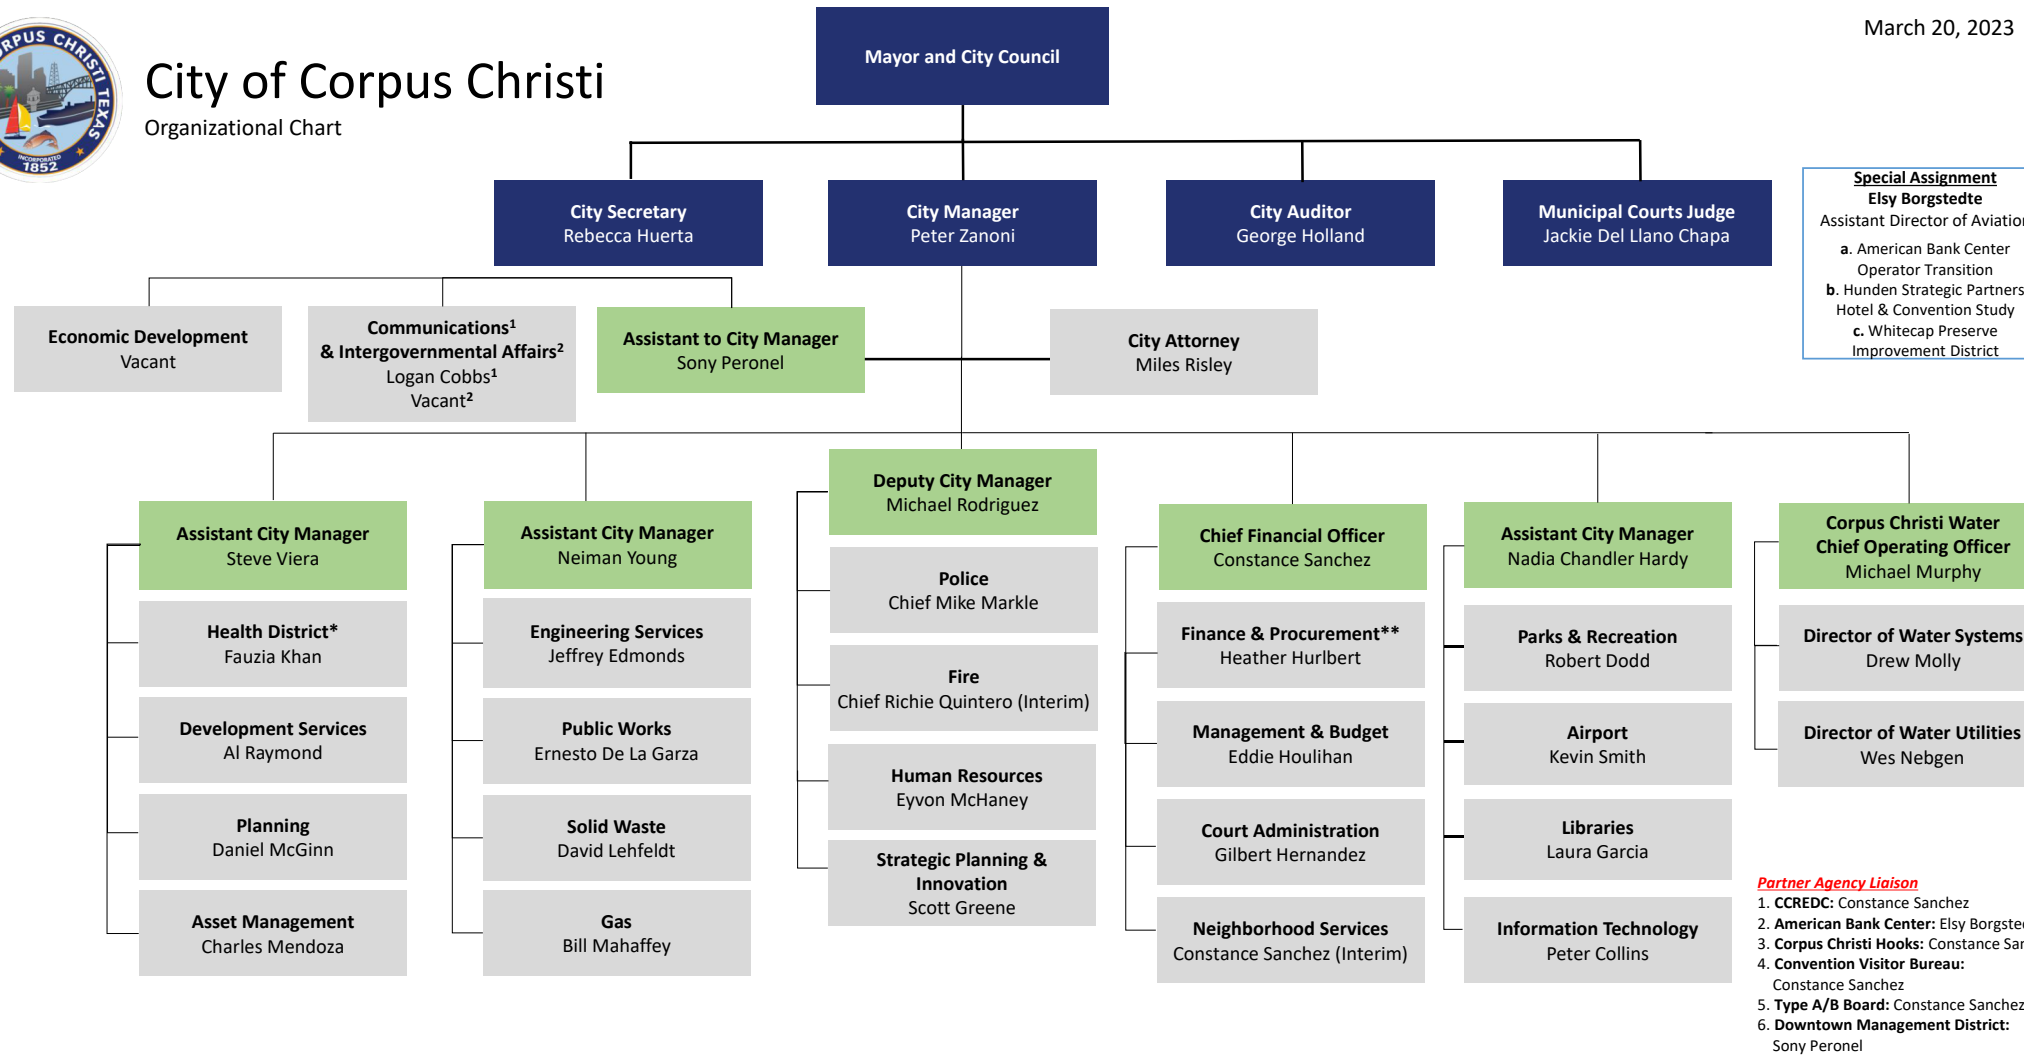 March 20, 2023
CORPUS CHRISTI TEXAS
INCORPORATED
1852
City of Corpus Christi
Organizational Chart
Mayor and City Council
City Secretary
Rebecca Huerta
City Manager
Peter Zanoni
City Auditor
George Holland
Municipal Courts Judge
Jackie Del Llano Chapa
Special Assignment
Elsy Borgstedte
Assistant Director of Aviation
a. American Bank Center
Operator Transition
b. Hunden Strategic Partners
Hotel & Convention Study
c. Whitecap Preserve
Improvement District
Economic Development
Vacant
Communications¹
& Intergovernmental Affairs²
Logan Cobbs¹
Vacant²
Assistant to City Manager
Sony Peronel
City Attorney
Miles Risley
Assistant City Manager
Steve Viera
Health District*
Fauzia Khan
Development Services
Al Raymond
Planning
Daniel McGinn
Asset Management
Charles Mendoza
Assistant City Manager
Neiman Young
Engineering Services
Jeffrey Edmonds
Public Works
Ernesto De La Garza
Solid Waste
David Lehfeldt
Gas
Bill Mahaffey
Deputy City Manager
Michael Rodriguez
Police
Chief Mike Markle
Fire
Chief Richie Quintero (Interim)
Human Resources
Eyvon McHaney
Strategic Planning &
Innovation
Scott Greene
Chief Financial Officer
Constance Sanchez
Finance & Procurement**
Heather Hurlbert
Management & Budget
Eddie Houlihan
Court Administration
Gilbert Hernandez
Neighborhood Services
Constance Sanchez (Interim)
Assistant City Manager
Nadia Chandler Hardy
Parks & Recreation
Robert Dodd
Airport
Kevin Smith
Libraries
Laura Garcia
Information Technology
Peter Collins
Corpus Christi Water
Chief Operating Officer
Michael Murphy
Director of Water Systems
Drew Molly
Director of Water Utilities
Wes Nebgen
Partner Agency Liaison
1. CCREDC: Constance Sanchez
2. American Bank Center: Elsy
3. Corpus Christi Hooks: Constance
4. Convention Visitor Bureau:
Constance Sanchez
5. Type A/B Board: Constance Sanchez
6. Downtown Management District:
Sony Peronel